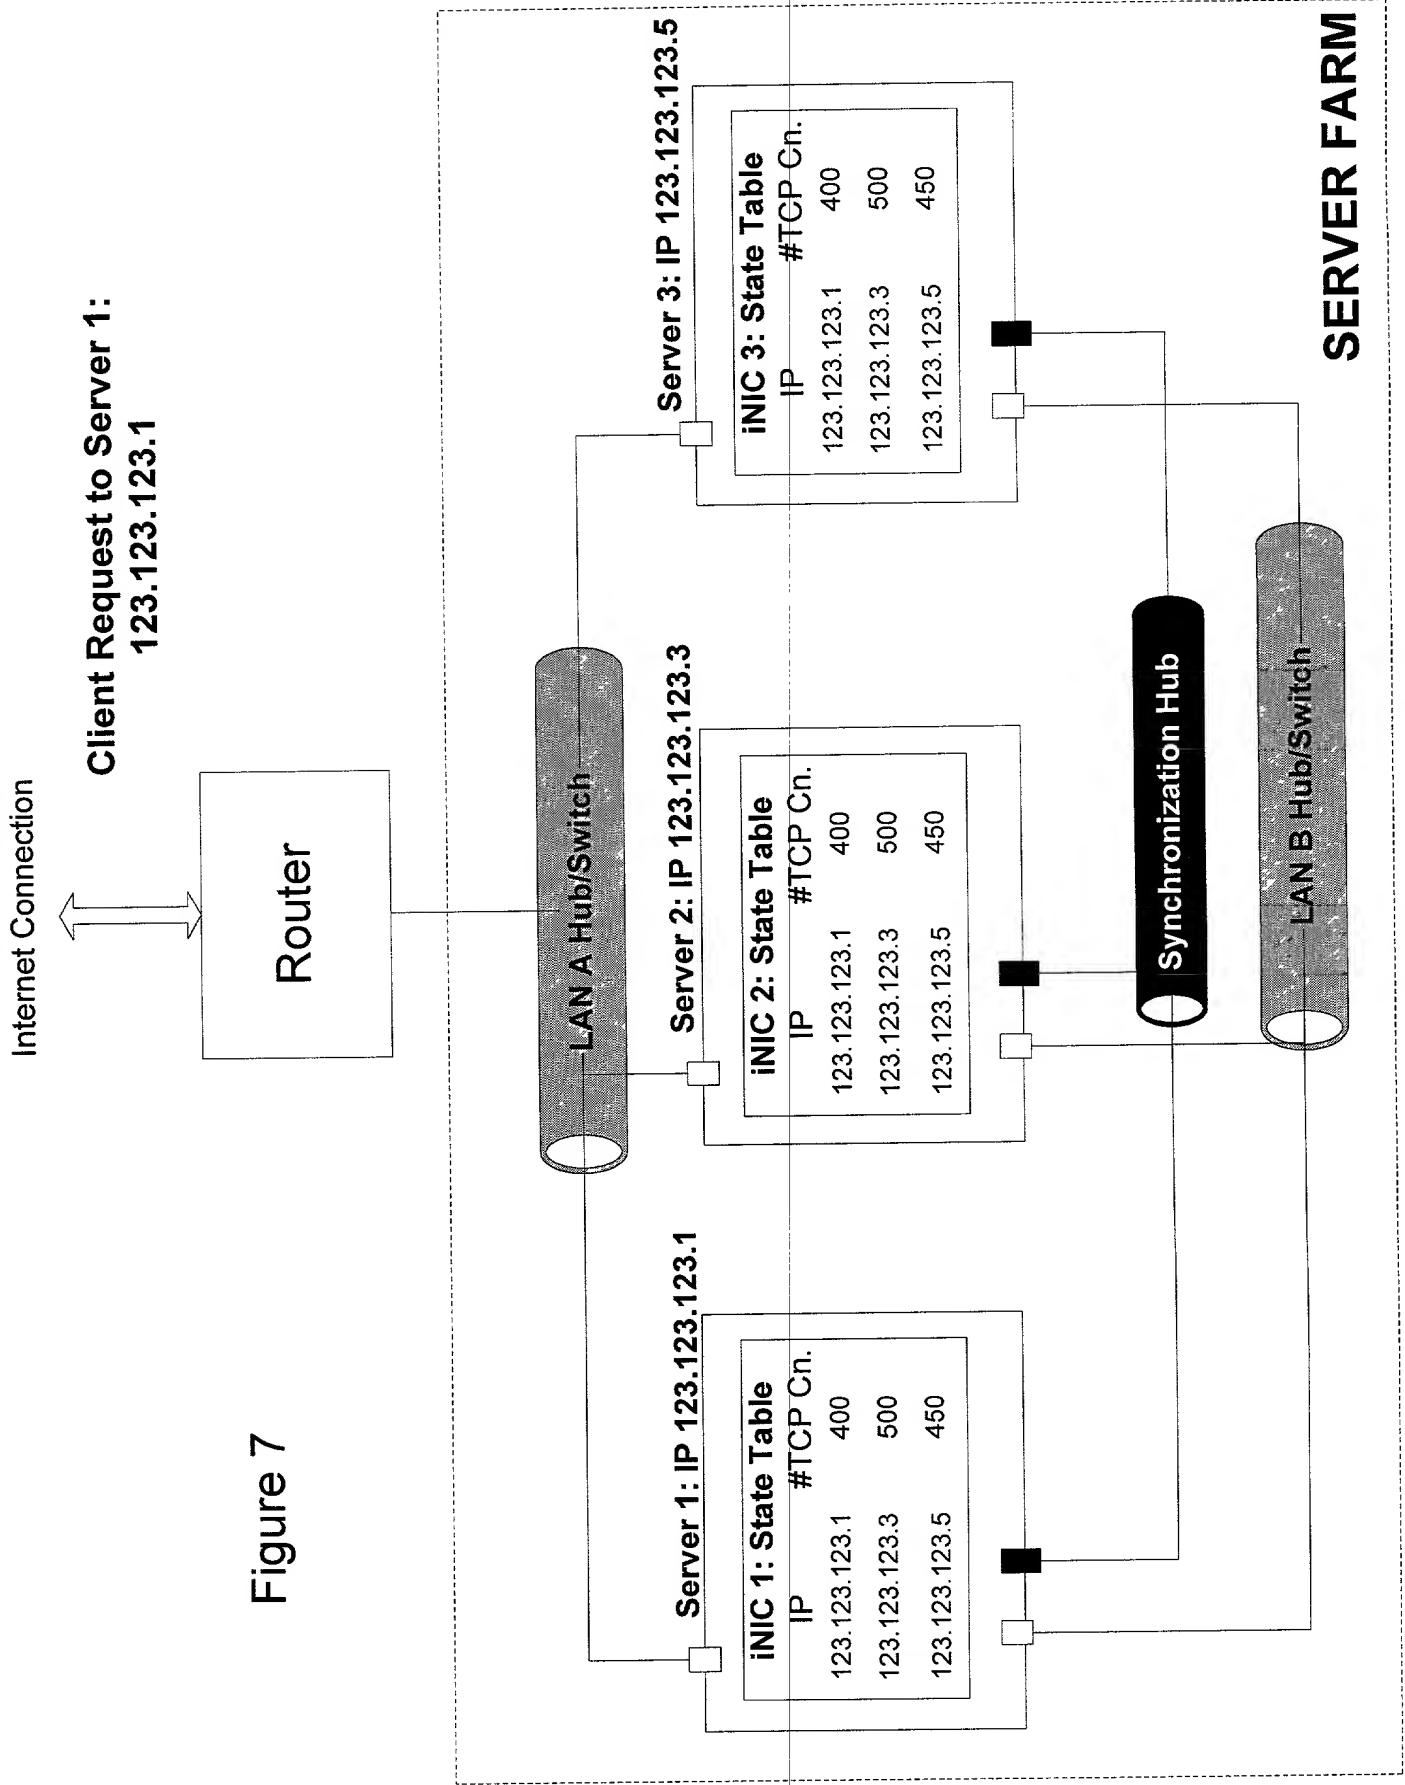 Figure 7
Internet Connection
Client Request to Server 1:
123.123.123.1
Router
LAN A Hub/Switch
Server 1: IP 123.123.123.1
iNIC 1: State Table
IP #TCP Cn.
123.123.123.1 400
123.123.123.3 500
123.123.123.5 450
Server 2: IP 123.123.123.3
iNIC 2: State Table
IP #TCP Cn.
123.123.123.1 400
123.123.123.3 500
123.123.123.5 450
Server 3: IP 123.123.123.5
iNIC 3: State Table
IP #TCP Cn.
123.123.123.1 400
123.123.123.3 500
123.123.123.5 450
Synchronization Hub
LAN B Hub/Switch
SERVER FARM